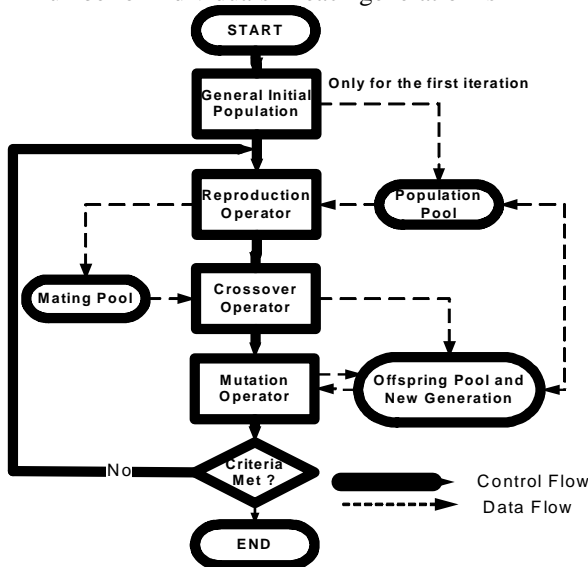 START
General Initial
Population
Only for the first iteration
Reproduction
Operator
Population
Pool
Mating Pool
Crossover
Operator
Mutation
Operator
Offspring Pool and
New Generation
Criteria
Met ?
No
Control Flow
Data Flow
END